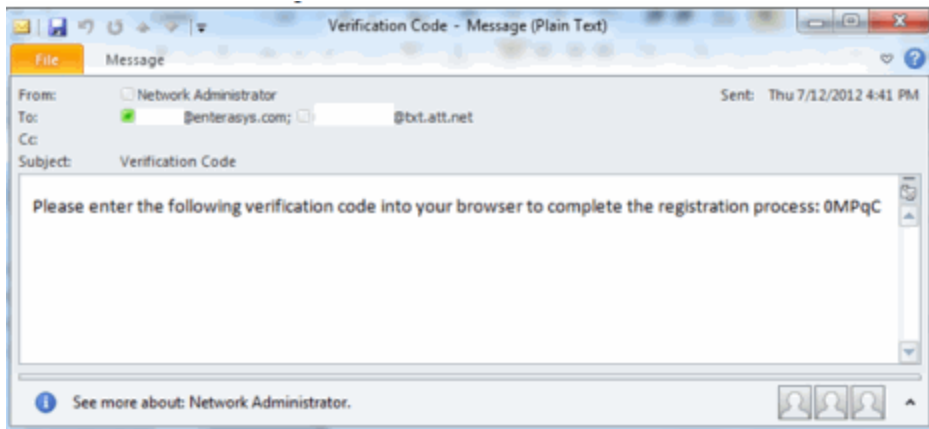 Verification Code - Message (Plain Text)
File Message
From: Network Administrator Sent: Thu 7/12/2012 4:41 PM
To: @enterasys.com; @txt.att.net
Cc:
Subject: Verification Code
Please enter the following verification code into your browser to complete the registration process: 0MPqC
See more about: Network Administrator.